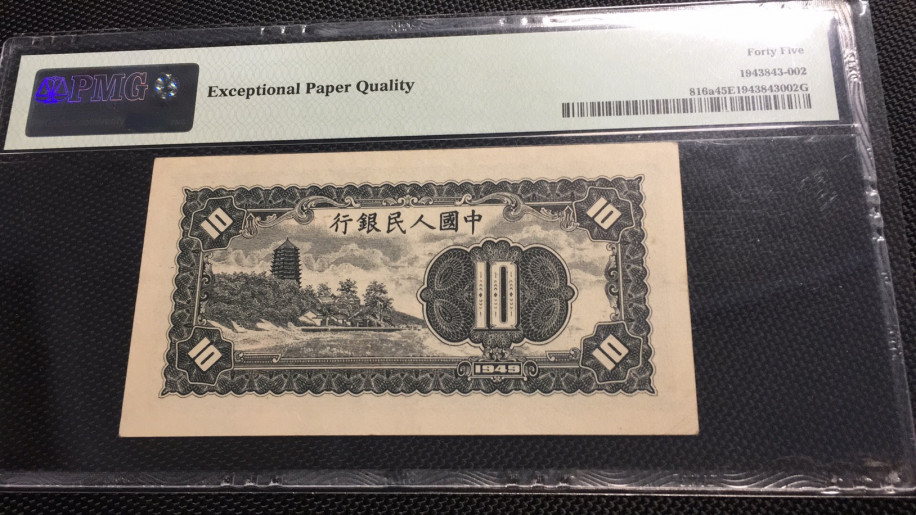 PMG
Exceptional Paper Quality
Forty Five
1943843-002
816a45E1943843002G
行銀民人國中
10
10
10
10
10
1949